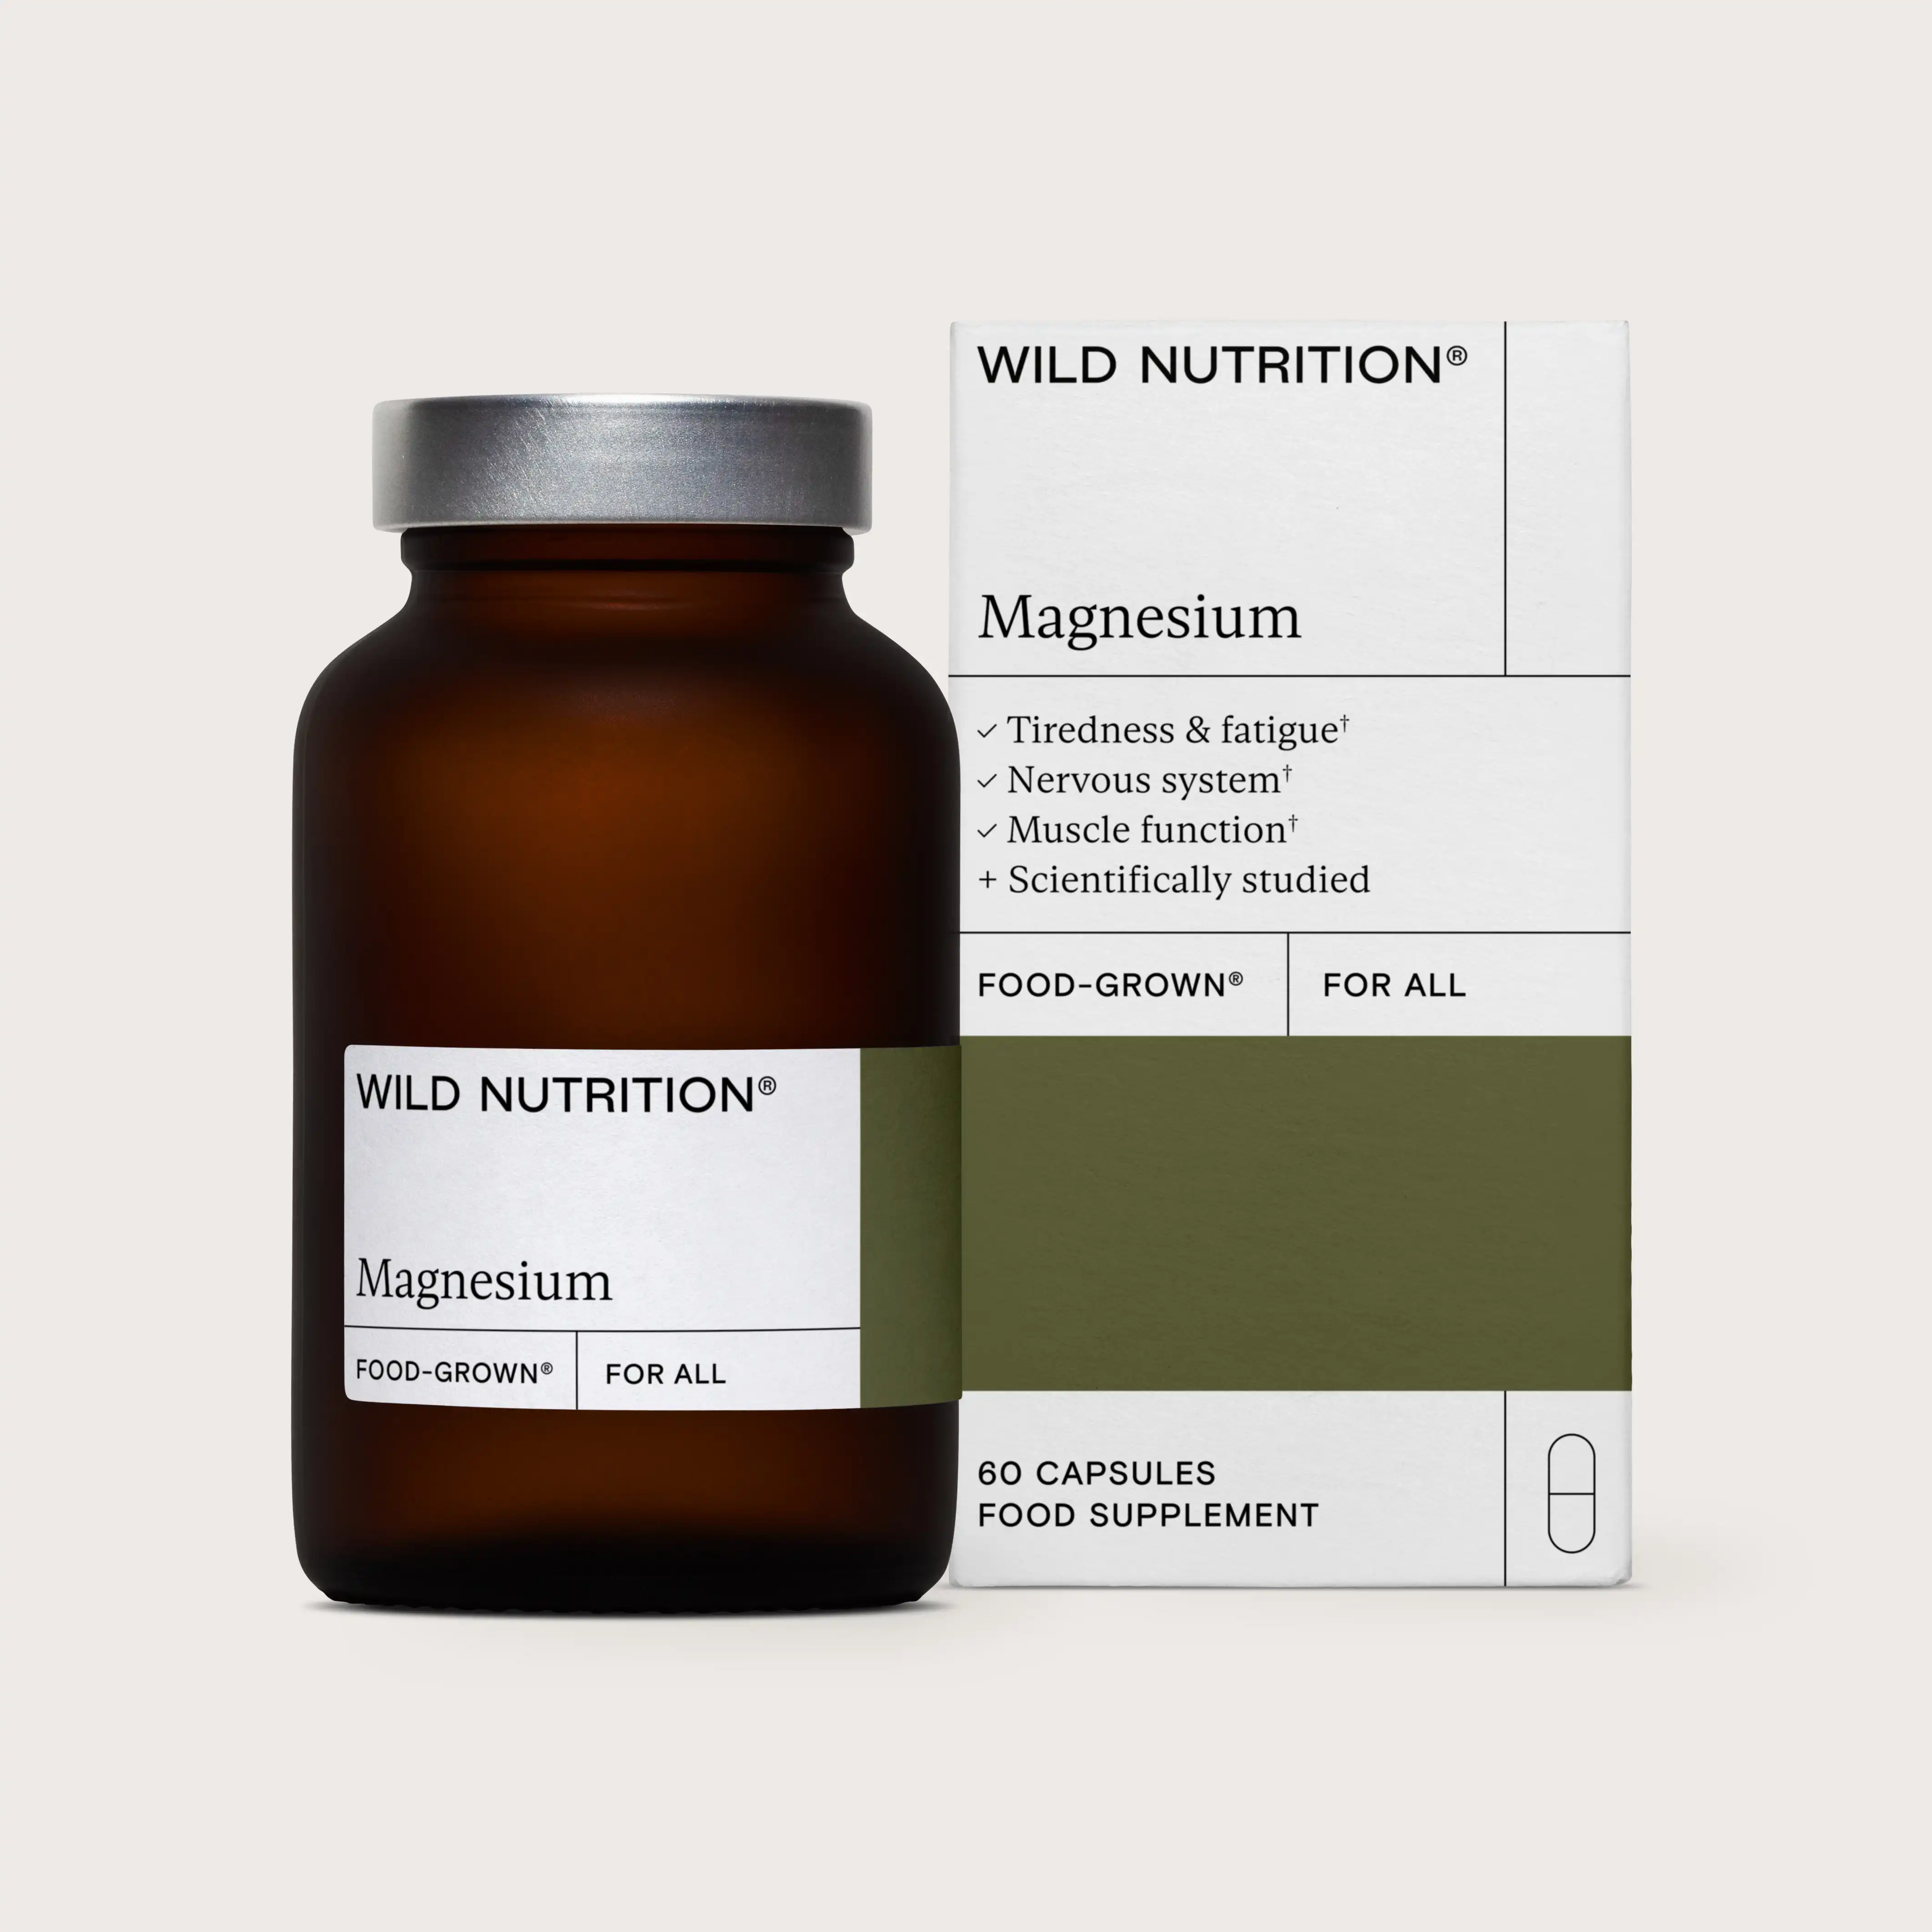 WILD NUTRITION®
Magnesium
✓ Tiredness & fatigue†
✓ Nervous system†
✓ Muscle function†
+ Scientifically studied
FOOD-GROWN® FOR ALL
60 CAPSULES
FOOD SUPPLEMENT
WILD NUTRITION®
Magnesium
FOOD-GROWN® FOR ALL